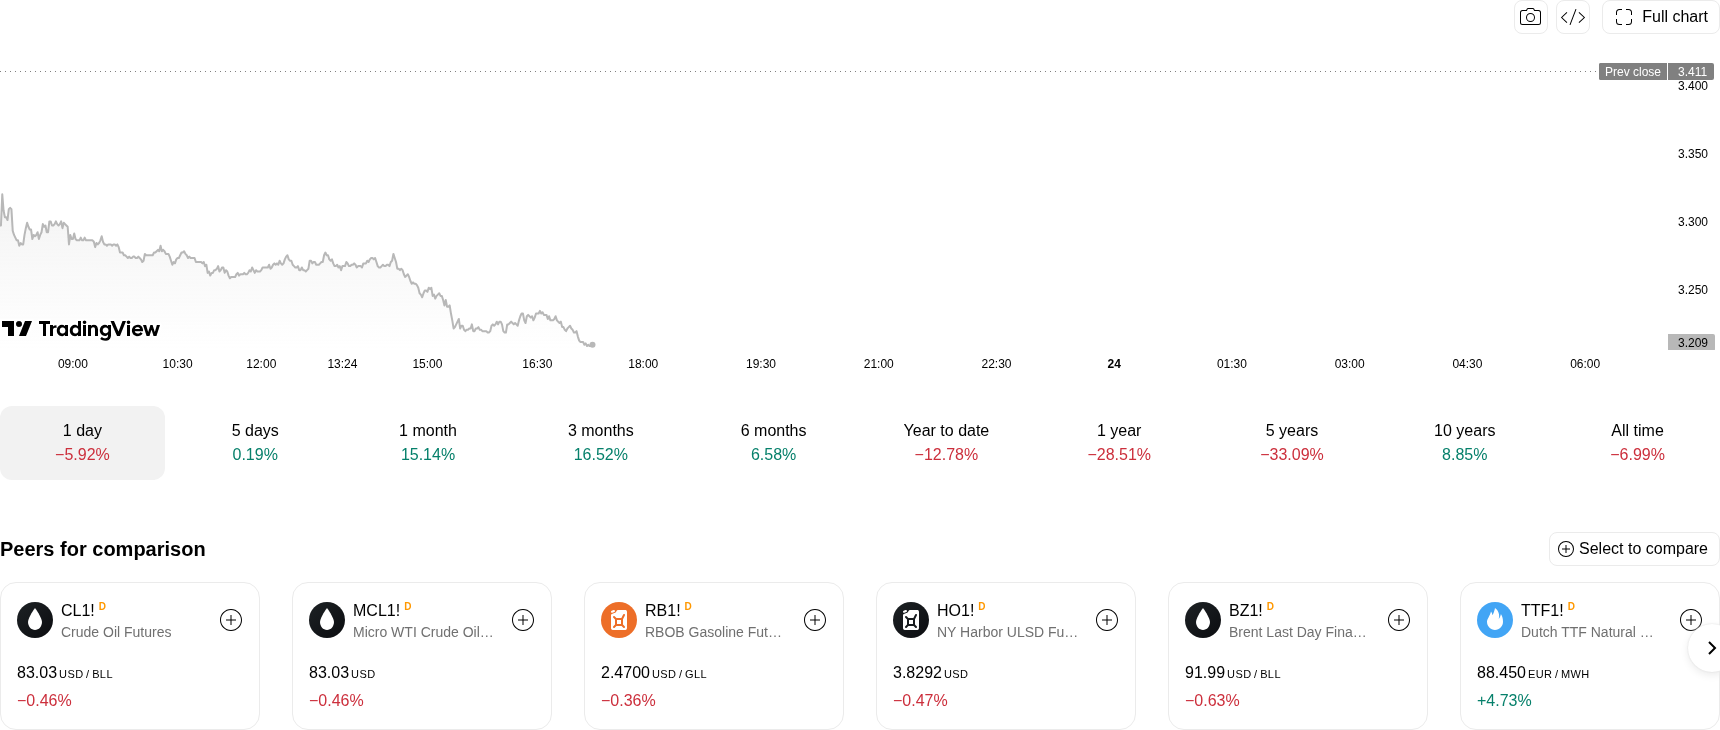 Full chart
Prev close 3.411
3.400
3.350
3.300
3.250
3.209
TradingView
09:00 10:30 12:00 13:24 15:00 16:30 18:00 19:30 21:00 22:30 24 01:30 03:00 04:30 06:00
1 day 5 days 1 month 3 months 6 months Year to date 1 year 5 years 10 years All time
−5.92% 0.19% 15.14% 16.52% 6.58% −12.78% −28.51% −33.09% 8.85% −6.99%
Peers for comparison
Select to compare
CL1! D
Crude Oil Futures
83.03 USD / BLL
−0.46%
MCL1! D
Micro WTI Crude Oil…
83.03 USD
−0.46%
RB1! D
RBOB Gasoline Fut…
2.4700 USD / GLL
−0.36%
HO1! D
NY Harbor ULSD Fu…
3.8292 USD
−0.47%
BZ1! D
Brent Last Day Fina…
91.99 USD / BLL
−0.63%
TTF1! D
Dutch TTF Natural …
88.450 EUR / MWH
+4.73%